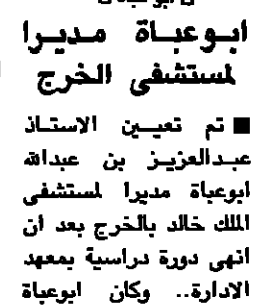 ابوعباة مديرا
لمستشفى الخرج
■ تم تعيين الاستاذ
عبدالعزيز بن عبدالله
ابوعباة مديرا لمستشفى
الملك خالد بالخرج بعد ان
انهى دورة دراسية بمعهد
الادارة.. وكان ابوعباة